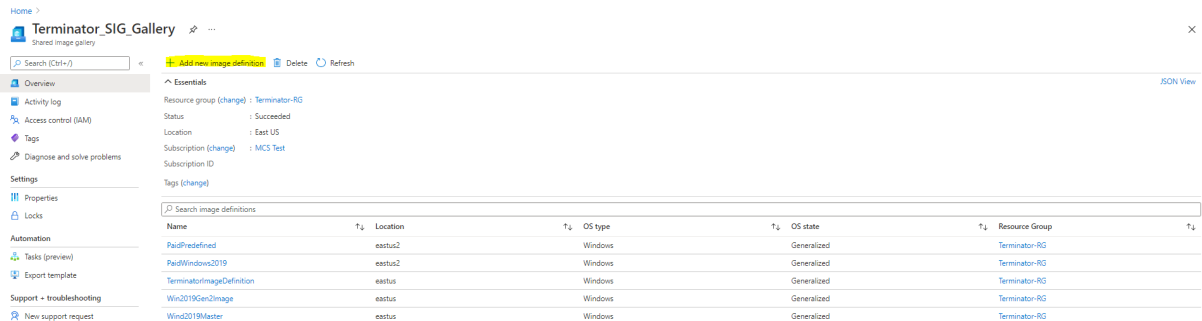 Home >
Terminator_SIG_Gallery
Shared image gallery
Search (Ctrl+/)
«
Overview
Activity log
Access control (IAM)
Tags
Diagnose and solve problems
Settings
Properties
Locks
Automation
Tasks (preview)
Export template
Support + troubleshooting
New support request
+ Add new image definition Delete Refresh
Essentials JSON View
Resource group (change) : Terminator-RG
Status : Succeeded
Location : East US
Subscription (change) : MCS Test
Subscription ID
Tags (change)
Search image definitions
Name Location OS type OS state Resource Group
PaidPredefined eastus2 Windows Generalized Terminator-RG
PaidWindows2019 eastus2 Windows Generalized Terminator-RG
TerminatorImageDefinition eastus Windows Generalized Terminator-RG
Win2019Gen2Image eastus Windows Generalized Terminator-RG
Wind2019Master eastus Windows Generalized Terminator-RG